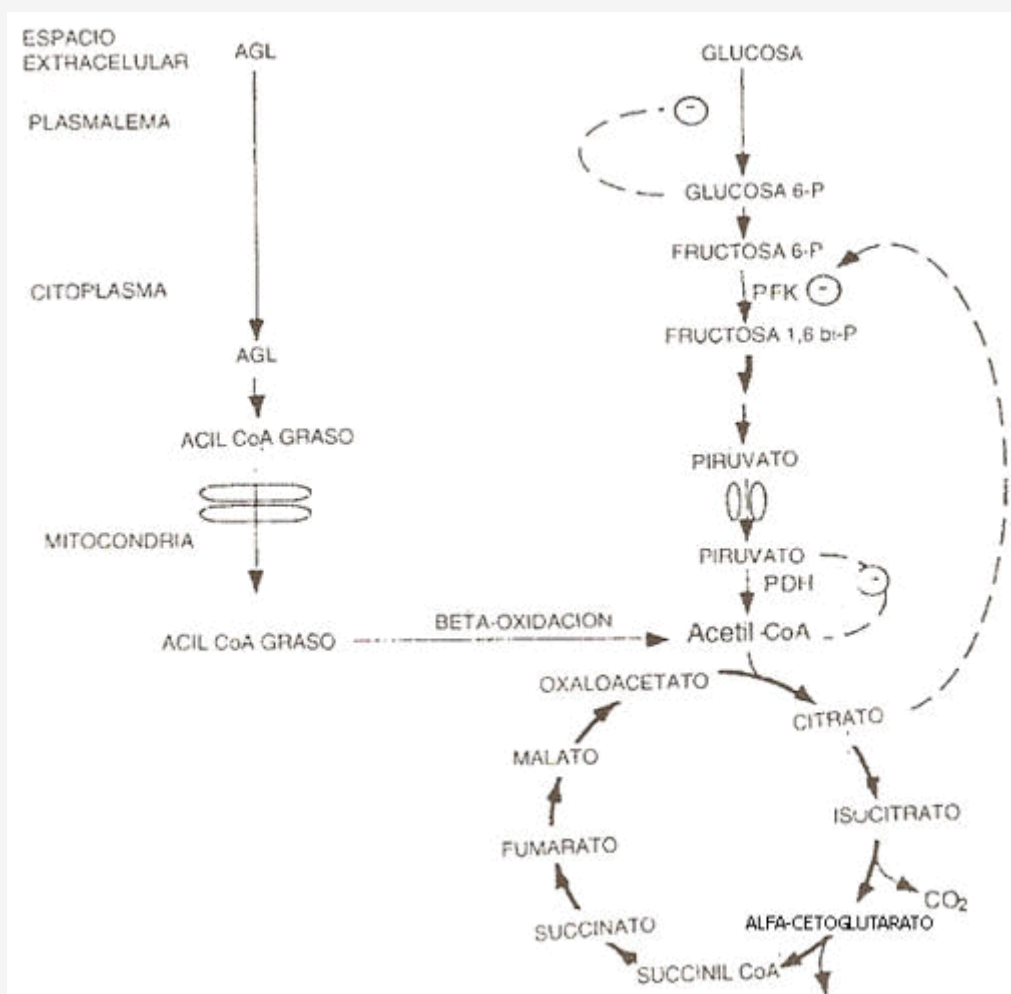 ESPACIO
EXTRACELULAR
AGL
GLUCOSA
PLASMALEMA
-
GLUCOSA 6-P
FRUCTOSA 6-P
CITOPLASMA
PFK -
FRUCTOSA 1,6 bi-P
AGL
ACIL CoA GRASO
PIRUVATO
MITOCONDRIA
PIRUVATO
PDH -
ACIL CoA GRASO
BETA-OXIDACION
Acetil-CoA
OXALOACETATO
CITRATO
MALATO
ISOCITRATO
FUMARATO
CO2
ALFA-CETOGLUTARATO
SUCCINATO
SUCCINIL CoA